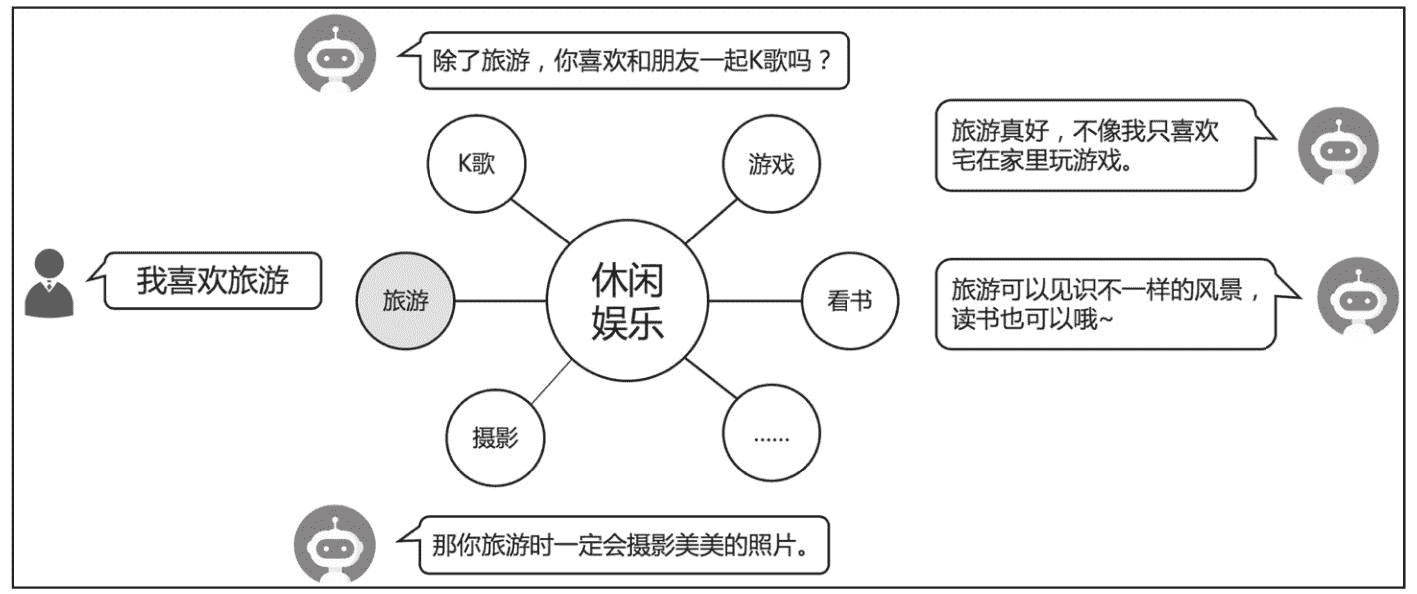 除了旅游，你喜欢和朋友一起K歌吗？
K歌
游戏
旅游真好，不像我只喜欢
宅在家里玩游戏。
我喜欢旅游
旅游
休闲
娱乐
看书
旅游可以见识不一样的风景，
读书也可以哦~
摄影
……
那你旅游时一定会摄影美美的照片。